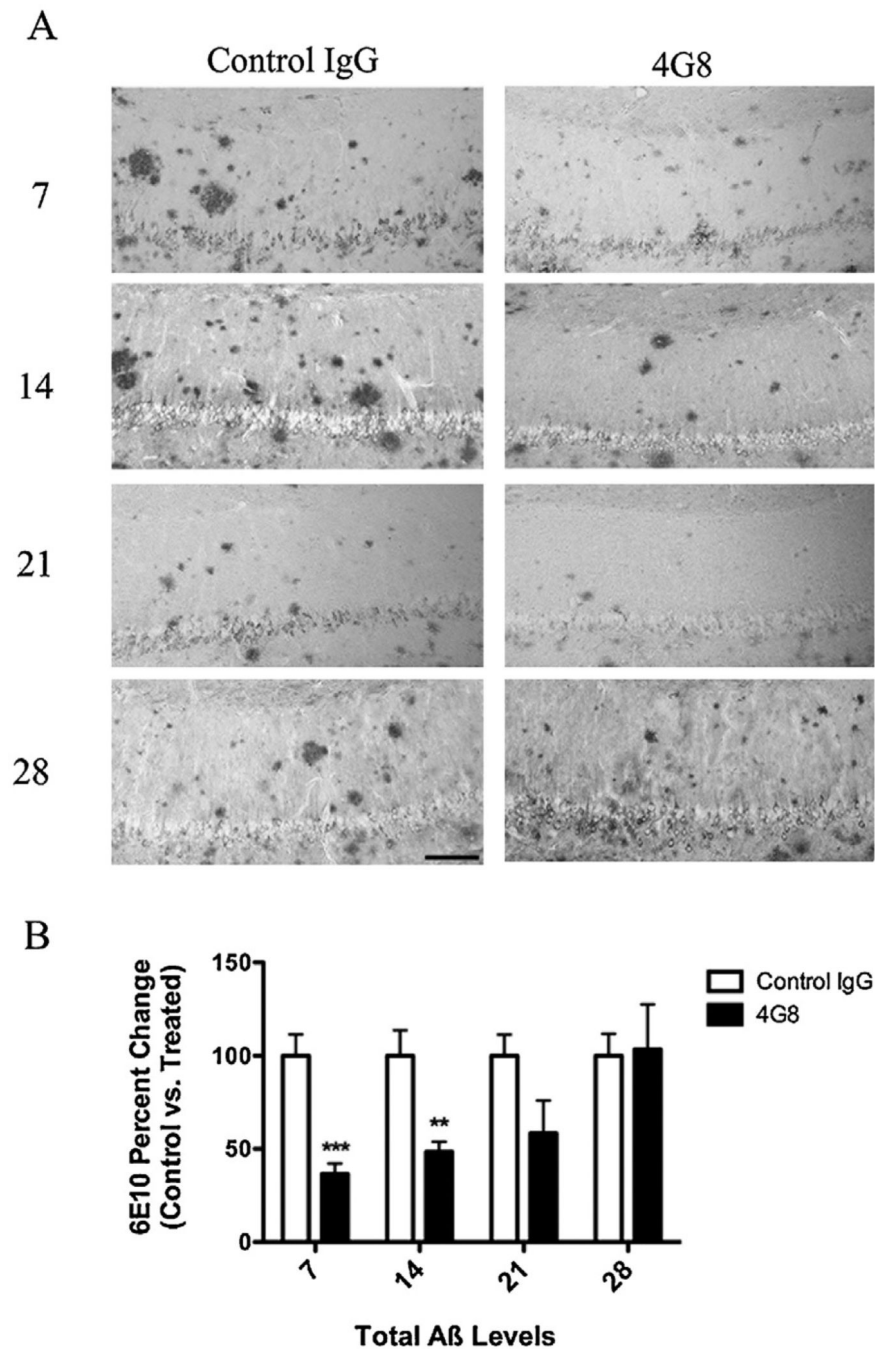 A
Control IgG 4G8
7
14
21
28
B
6E10 Percent Change
(Control vs. Treated)
150
100
50
0
*** **
7 14 21 28
Total Aß Levels
Control IgG
4G8